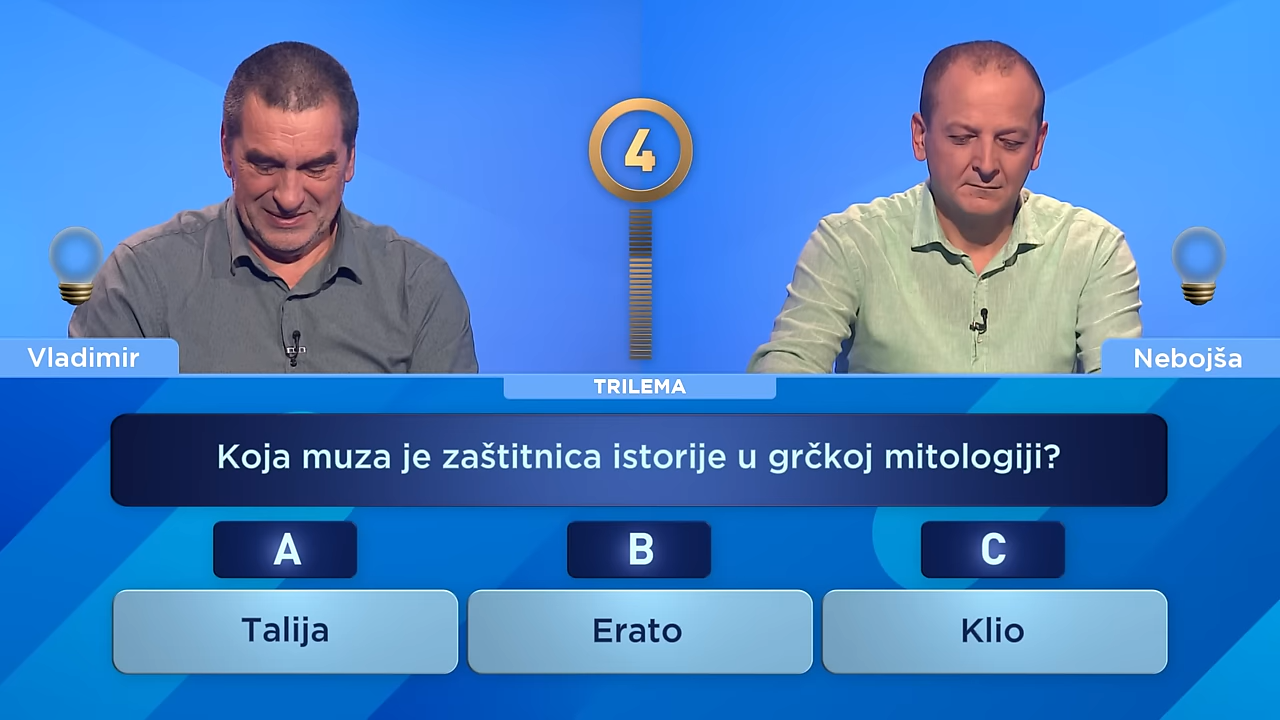 4
Vladimir
Nebojša
TRILEMA
Koja muza je zaštitnica istorije u grčkoj mitologiji?
A
B
C
Talija
Erato
Klio